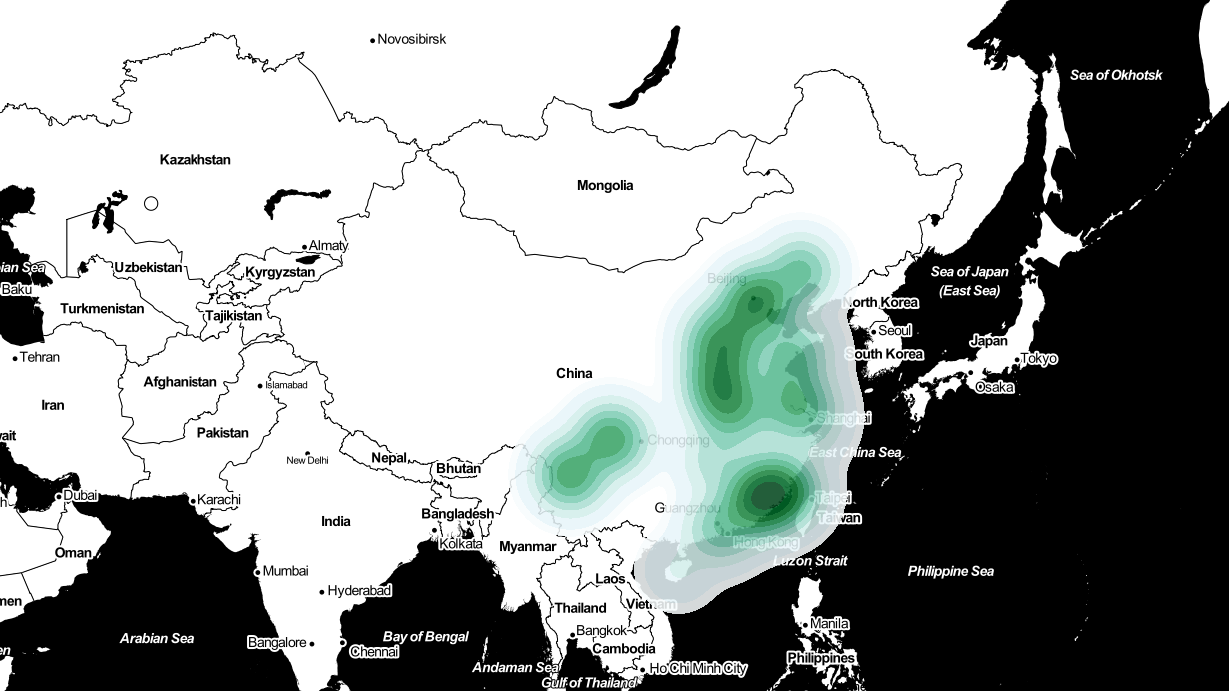 Novosibirsk
Sea of Okhotsk
Kazakhstan
Mongolia
Almaty
ian Sea
Uzbekistan
Kyrgyzstan
Beijing
Sea of Japan
(East Sea)
Baku
Turkmenistan
Tajikistan
North Korea
Seoul
Tehran
South Korea
Japan
Tokyo
China
Afghanistan
Islamabad
Osaka
Iran
Pakistan
Shanghai
ait
Chongqing
New Delhi
Nepal
Bhutan
East China Sea
Dubai
Karachi
Taipei
h
Bangladesh
Guangzhou
India
Taiwan
Kolkata
Myanmar
Hong Kong
Oman
Luzon Strait
Mumbai
Philippine Sea
Laos
Hyderabad
men
Thailand
Vietnam
Manila
Bangkok
Arabian Sea
Bay of Bengal
Bangalore
Chennai
Cambodia
en
Philippines
Andaman Sea
Ho Chi Minh City
Gulf of Thailand